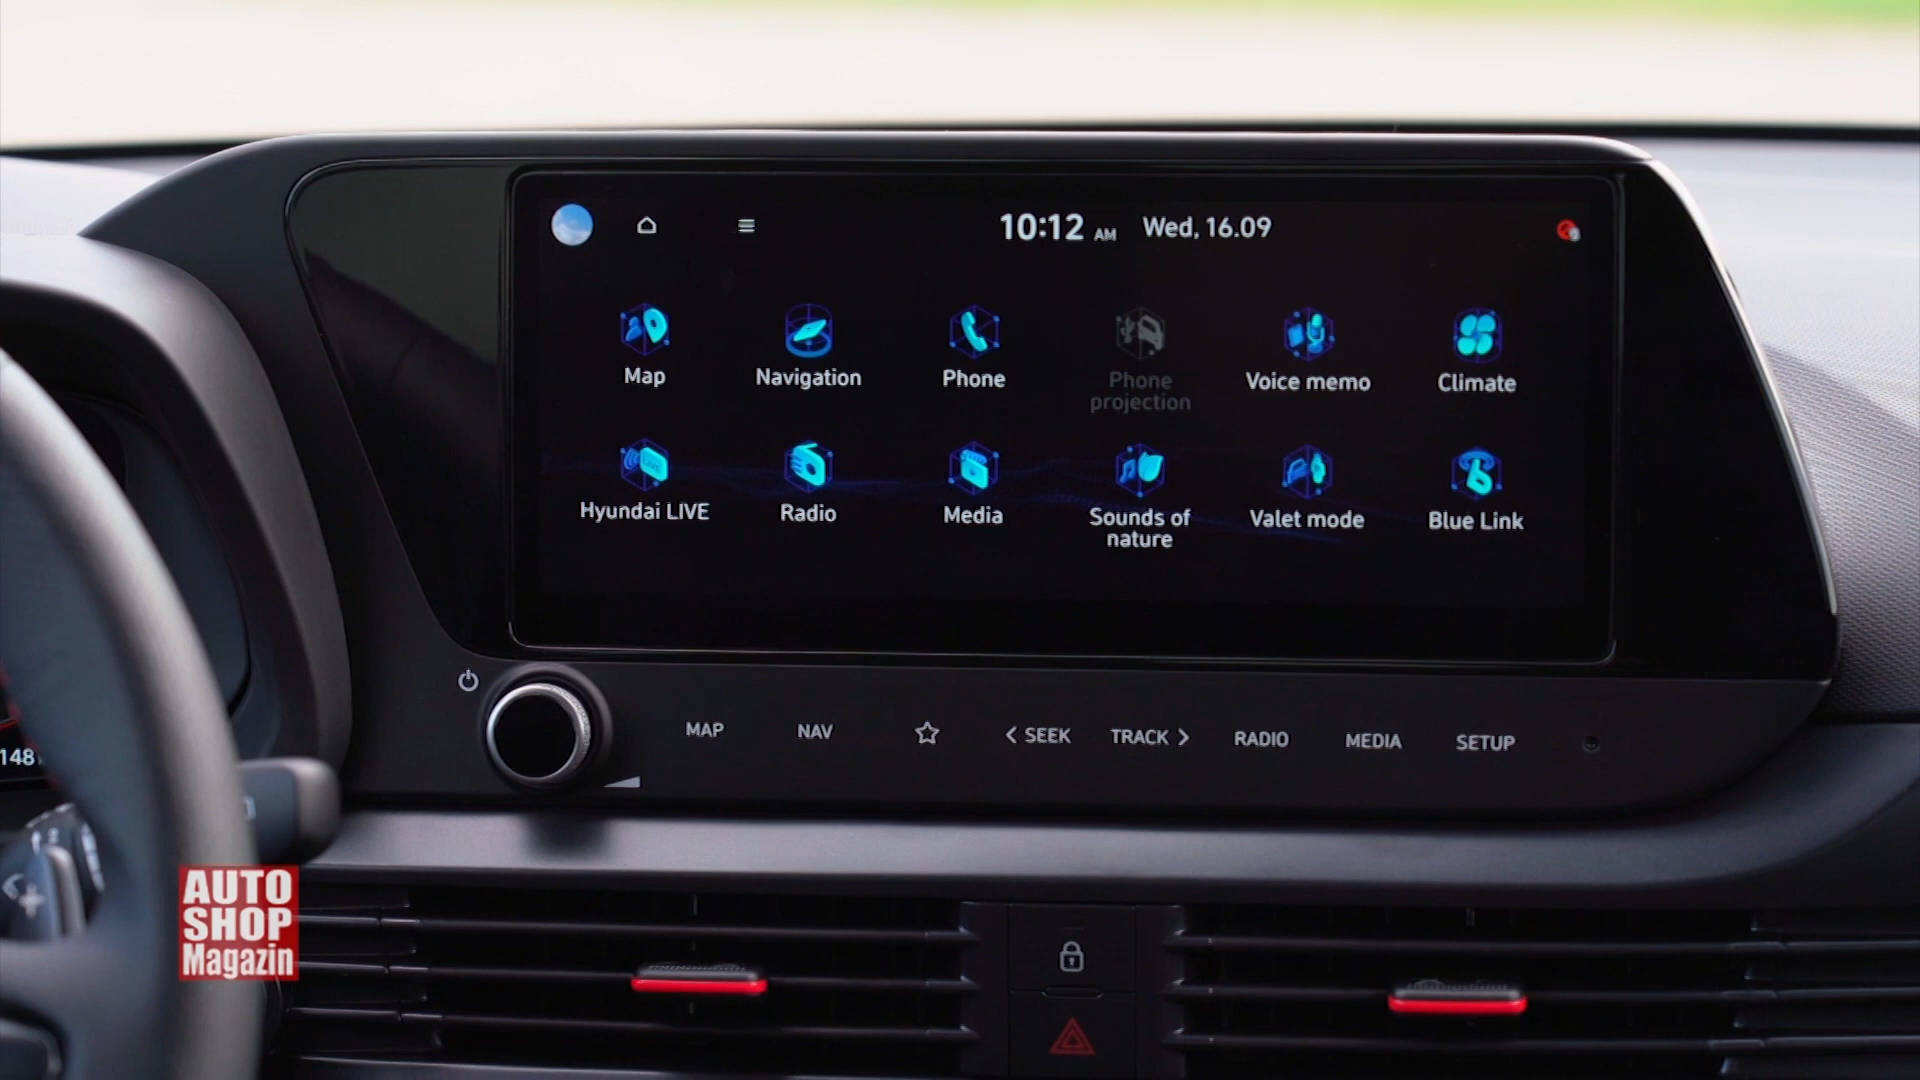 10:12 AM Wed, 16.09
Map
Navigation
Phone
Phone
projection
Voice memo
Climate
Hyundai LIVE
Radio
Media
Sounds of
nature
Valet mode
Blue Link
MAP
NAV
< SEEK
TRACK >
RADIO
MEDIA
SETUP
148
AUTO
SHOP
Magazin